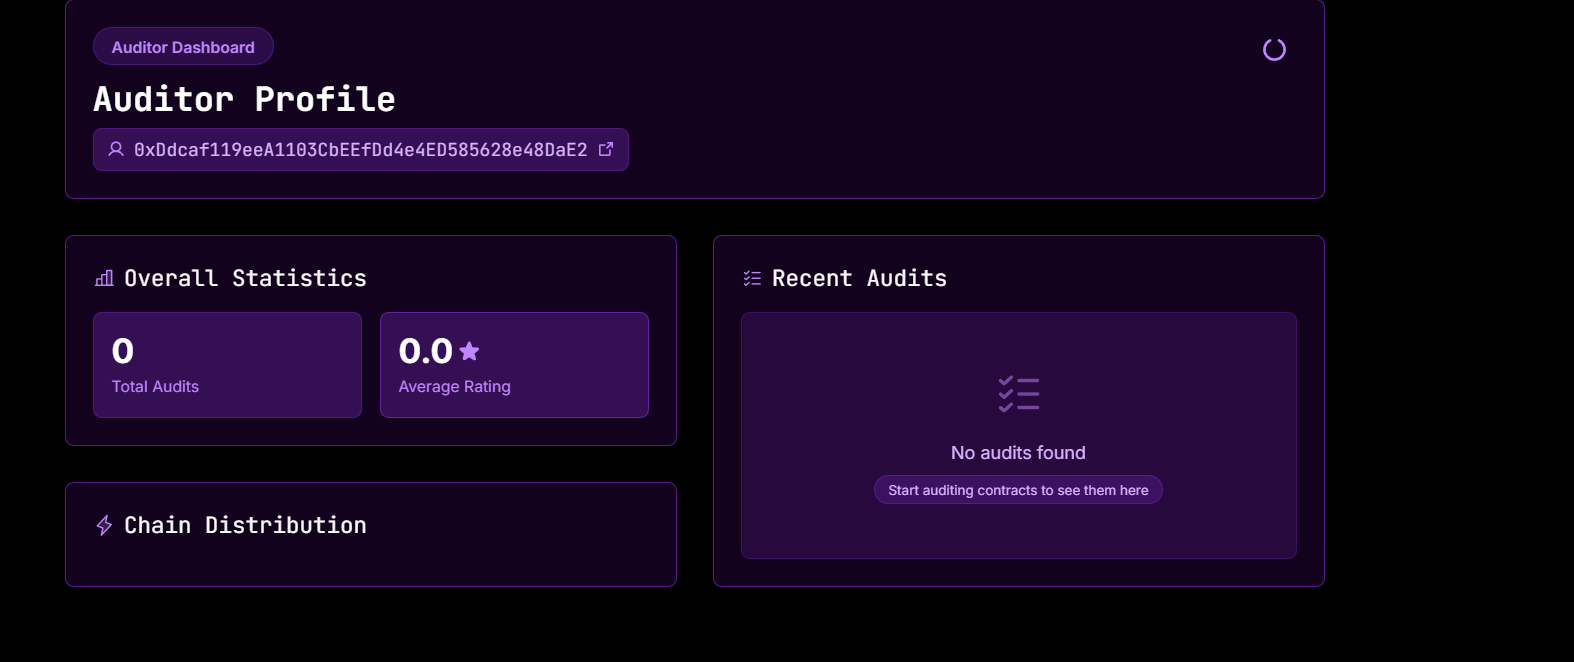 Auditor Dashboard
Auditor Profile
0xDdcaf119eeA1103CbEEfDd4e4ED585628e48DaE2
Overall Statistics
0
Total Audits
0.0
Average Rating
Chain Distribution
Recent Audits
No audits found
Start auditing contracts to see them here